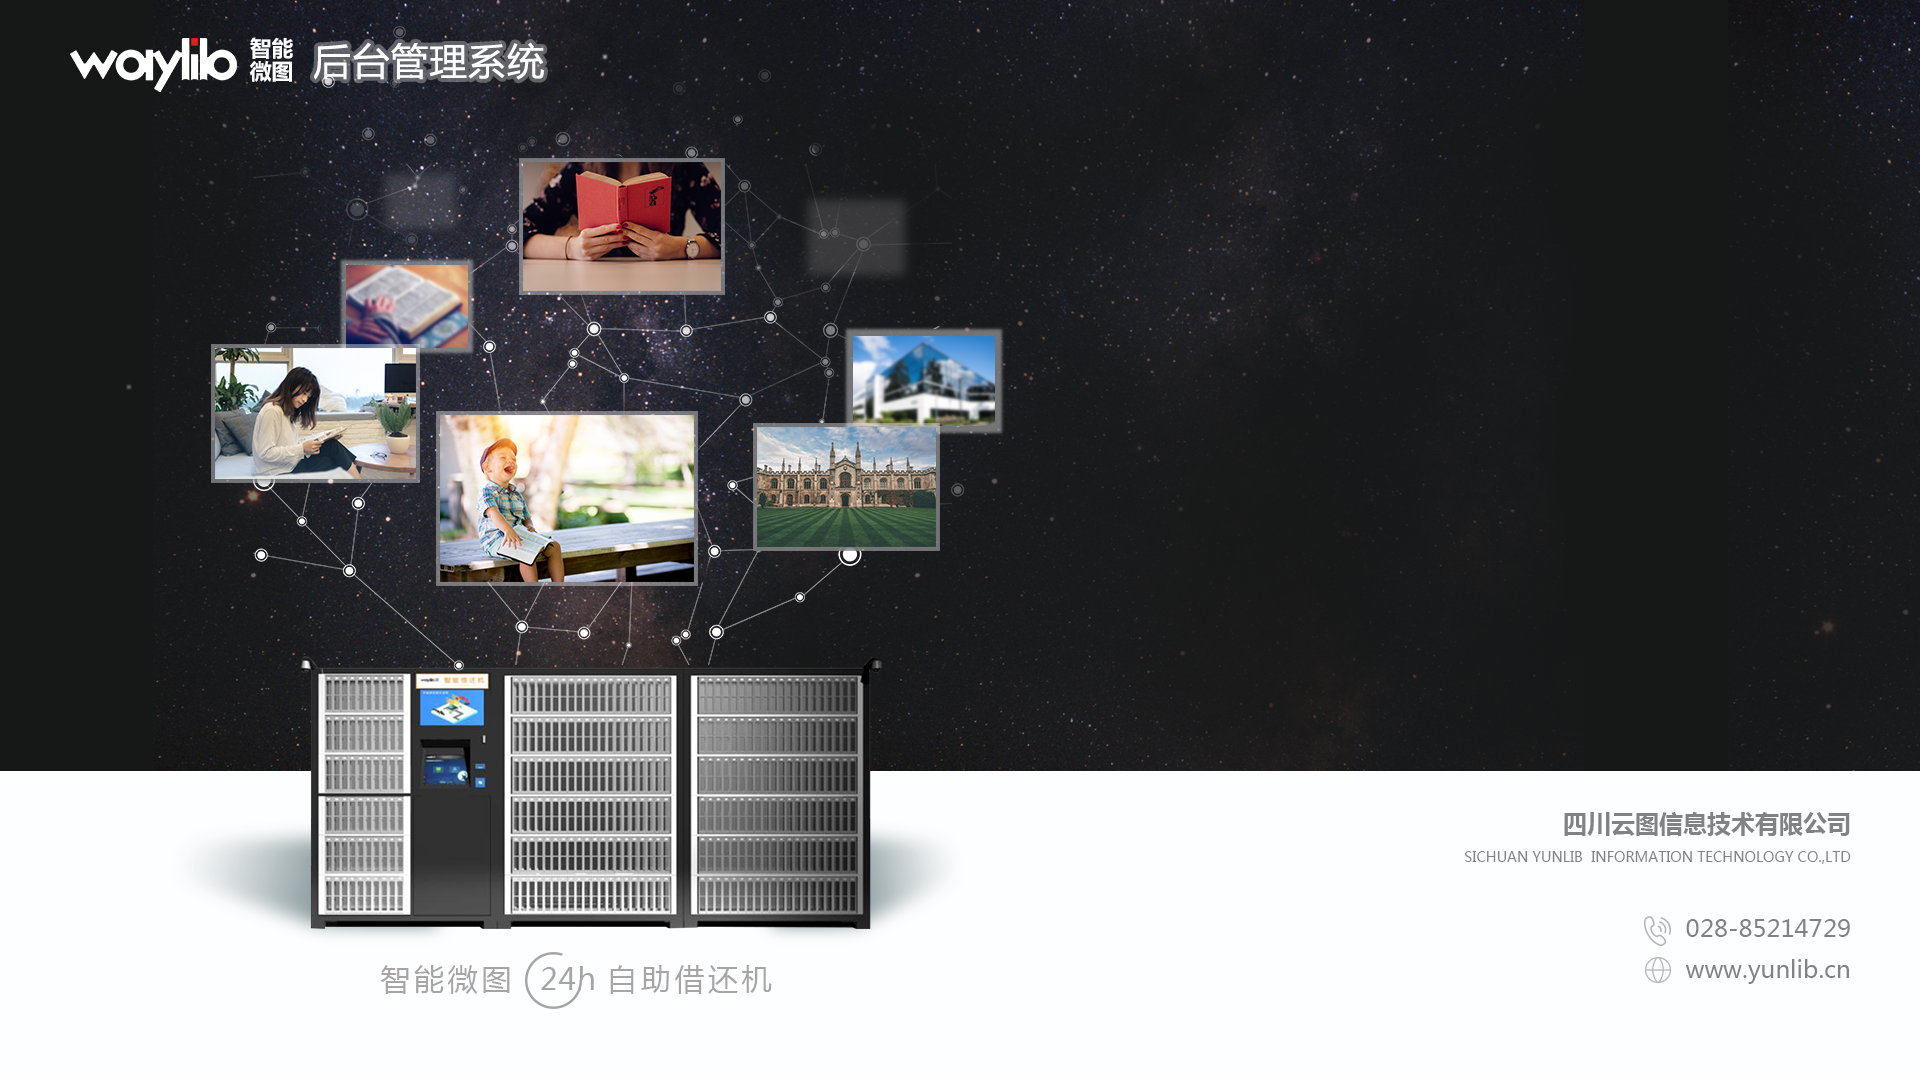 waylib 智能微图 后台管理系统
waylib 智能借还机
四川云图信息技术有限公司
SICHUAN YUNLIB INFORMATION TECHNOLOGY CO.,LTD
028-85214729
www.yunlib.cn
智能微图 24h 自助借还机